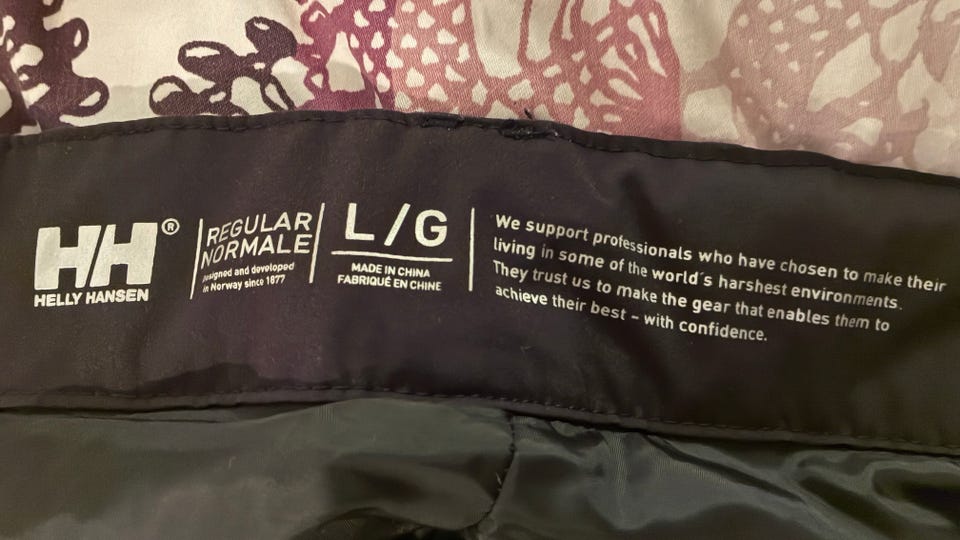 HH®
HELLY HANSEN
REGULAR
NORMALE
Designed and developed
in Norway since 1877
L/G
MADE IN CHINA
FABRIQUÉ EN CHINE
We support professionals who have chosen to make their
living in some of the world´s harshest environments.
They trust us to make the gear that enables them to
achieve their best – with confidence.